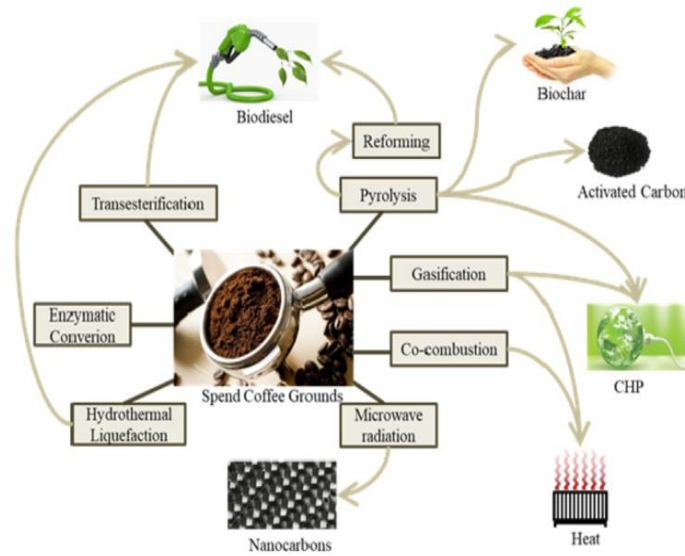 Biodiesel
Biochar
Reforming
Activated Carbon
Transesterification
Pyrolysis
Gasification
Enzymatic
Converion
Co-combustion
CHP
Spend Coffee Grounds
Hydrothermal
Liquefaction
Microwave
radiation
Nanocarbons
Heat